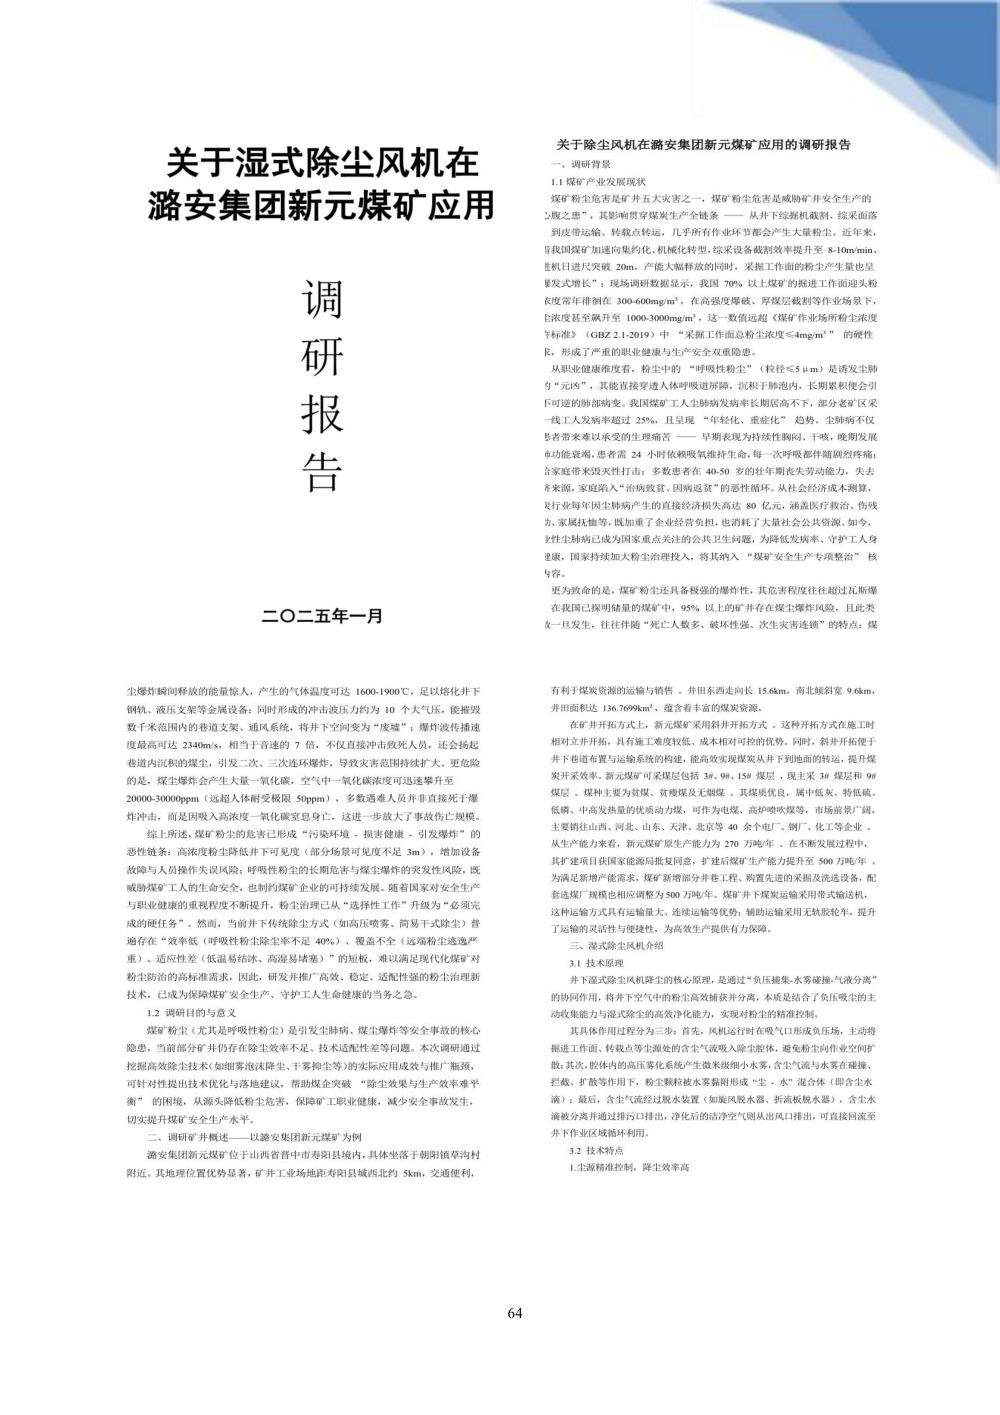 关于湿式除尘风机在
潞安集团新元煤矿应用
调
研
报
告
二〇二五年一月
关于除尘风机在潞安集团新元煤矿应用的调研报告
一、调研背景
1.1 煤矿产业发展现状
煤矿粉尘危害是矿井五大灾害之一，煤矿粉尘危害是威胁矿井安全生产的
心腹之患”，其影响贯穿煤炭生产全链条 —— 从井下综掘机截割、综采面落
到皮带运输、转载点转运，几乎所有作业环节都会产生大量粉尘。近年来，
着我国煤矿加速向集约化、机械化转型，综采设备截割效率提升至 8-10m/min、
进机日进尺突破 20m，产能大幅释放的同时，采掘工作面的粉尘产生量也呈
爆发式增长”：现场调研数据显示，我国 70% 以上煤矿的掘进工作面迎头粉
浓度常年徘徊在 300-600mg/m³，在高强度爆破、厚煤层截割等作业场景下，
尘浓度甚至飙升至 1000-3000mg/m³，这一数值远超《煤矿作业场所粉尘浓度
许标准》（GBZ 2.1-2019）中 “采掘工作面总粉尘浓度≤4mg/m³” 的硬性
求，形成了严重的职业健康与生产安全双重隐患。
从职业健康维度看，粉尘中的 “呼吸性粉尘”（粒径≤5μm）是诱发尘肺
的 “元凶”，其能直接穿透人体呼吸道屏障，沉积于肺泡内，长期累积便会引
不可逆的肺部病变。我国煤矿工人尘肺病发病率长期居高不下，部分老矿区采
一线工人发病率超过 25%，且呈现 “年轻化、重症化” 趋势。尘肺病不仅
患者带来难以承受的生理痛苦 —— 早期表现为持续性胸闷、干咳，晚期发展
肺功能衰竭，患者需 24 小时依赖吸氧维持生命，每一次呼吸都伴随剧烈疼痛；
给家庭带来毁灭性打击：多数患者在 40-50 岁的壮年期丧失劳动能力，失去
济来源，家庭陷入“治病致贫、因病返贫”的恶性循环。从社会经济成本测算，
炭行业每年因尘肺病产生的直接经济损失高达 80 亿元，涵盖医疗救治、伤残
助、家属抚恤等，既加重了企业经营负担，也消耗了大量社会公共资源。如今，
业性尘肺病已成为国家重点关注的公共卫生问题，为降低发病率、守护工人身
健康，国家持续加大粉尘治理投入，将其纳入 “煤矿安全生产专项整治” 核
内容。
更为致命的是，煤矿粉尘还具备极强的爆炸性，其危害程度往往超过瓦斯爆
在我国已探明储量的煤矿中，95% 以上的矿井存在煤尘爆炸风险，且此类
故一旦发生，往往伴随“死亡人数多、破坏性强、次生灾害连锁”的特点：煤
尘爆炸瞬间释放的能量惊人，产生的气体温度可达 1600-1900℃，足以熔化井下
钢轨、液压支架等金属设备；同时形成的冲击波压力约为 10 个大气压，能摧毁
数千米范围内的巷道支架、通风系统，将井下空间变为“废墟”；爆炸波传播速
度最高可达 2340m/s，相当于音速的 7 倍，不仅直接冲击致死人员，还会扬起
巷道内沉积的煤尘，引发二次、三次连环爆炸，导致灾害范围持续扩大。更危险
的是，煤尘爆炸会产生大量一氧化碳，空气中一氧化碳浓度可迅速攀升至
20000-30000ppm（远超人体耐受极限 50ppm），多数遇难人员并非直接死于爆
炸冲击，而是因吸入高浓度一氧化碳窒息身亡，这进一步放大了事故伤亡规模。
综上所述，煤矿粉尘的危害已形成 “污染环境 - 损害健康 - 引发爆炸” 的
恶性链条：高浓度粉尘降低井下可见度（部分场景可见度不足 3m），增加设备
故障与人员操作失误风险；呼吸性粉尘的长期危害与煤尘爆炸的突发性风险，既
威胁煤矿工人的生命安全，也制约煤矿企业的可持续发展。随着国家对安全生产
与职业健康的重视程度不断提升，粉尘治理已从 “选择性工作” 升级为 “必须完
成的硬任务” 。然而，当前井下传统除尘方式（如高压喷雾、简易干式除尘）普
遍存在 “效率低（呼吸性粉尘除尘率不足 40%）、覆盖不全（远端粉尘逃逸严
重）、适应性差（低温易结冰、高湿易堵塞）” 的短板，难以满足现代化煤矿对
粉尘防治的高标准需求，因此，研发并推广高效、稳定、适配性强的粉尘治理新
技术，已成为保障煤矿安全生产、守护工人生命健康的当务之急。
1.2 调研目的与意义
煤矿粉尘（尤其是呼吸性粉尘）是引发尘肺病、煤尘爆炸等安全事故的核心
隐患，当前部分矿井仍存在除尘效率不足、技术适配性差等问题。本次调研通过
挖掘高效除尘技术（如细雾泡沫降尘、干雾抑尘等）的实际应用成效与推广瓶颈，
可针对性提出技术优化与落地建议，帮助煤企突破 “除尘效果与生产效率难平
衡” 的困境，从源头降低粉尘危害，保障矿工职业健康，减少安全事故发生，
切实提升煤矿安全生产水平。
二、调研矿井概述——以潞安集团新元煤矿为例
潞安集团新元煤矿位于山西省晋中市寿阳县境内，具体坐落于朝阳镇草沟村
附近。其地理位置优势显著，矿井工业场地距寿阳县城西北约 5km，交通便利，
有利于煤炭资源的运输与销售 。井田东西走向长 15.6km，南北倾斜宽 9.6km，
井田面积达 136.7699km²，蕴含着丰富的煤炭资源。
在矿井开拓方式上，新元煤矿采用斜井开拓方式 。这种开拓方式在施工时
相对立井开拓，具有施工难度较低、成本相对可控的优势。同时，斜井开拓便于
井下巷道布置与运输系统的构建，能高效实现煤炭从井下到地面的转运，提升煤
炭开采效率。新元煤矿可采煤层包括 3#、9#、15# 煤层 ，现主采 3# 煤层和 9#
煤层 。煤种主要为贫煤、贫瘦煤及无烟煤 。其煤质优良，属中低灰、特低硫、
低磷、中高发热量的优质动力煤，可作为电煤、高炉喷吹煤等，市场前景广阔，
主要销往山西、河北、山东、天津、北京等 40 余个电厂、钢厂、化工等企业 。
从生产能力来看，新元煤矿原生产能力为 270 万吨/年 。在不断发展过程中，
其扩建项目获国家能源局批复同意，扩建后煤矿生产能力提升至 500 万吨/年 。
为满足新增产能需求，煤矿新增部分井巷工程、购置先进的采掘及洗选设备，配
套选煤厂规模也相应调整为 500 万吨/年。煤矿井下煤炭运输采用带式输送机，
这种运输方式具有运输量大、连续运输等优势；辅助运输采用无轨胶轮车，提升
了运输的灵活性与便捷性，为高效生产提供有力保障。
三、湿式除尘风机介绍
3.1 技术原理
井下湿式除尘风机降尘的核心原理，是通过“负压捕集-水雾碰撞-气液分离”
的协同作用，将井下空气中的粉尘高效捕获并分离，本质是结合了负压吸尘的主
动收集能力与湿式除尘的高效净化能力，实现对粉尘的精准控制。
其具体作用过程分为三步：首先，风机运行时在吸气口形成负压场，主动将
掘进工作面、转载点等尘源处的含尘气流吸入除尘腔体，避免粉尘向作业空间扩
散；其次，腔体内的高压雾化系统产生微米级细小水雾，含尘气流与水雾在碰撞、
拦截、扩散等作用下，粉尘颗粒被水雾黏附形成 “尘 - 水” 混合体（即含尘水
滴）；最后，含尘气流经过脱水装置（如旋风脱水器、折流板脱水器），含尘水
滴被分离并通过排污口排出，净化后的洁净空气则从出风口排出，可直接回流至
井下作业区域循环利用。
3.2 技术特点
1.尘源精准控制，降尘效率高
64